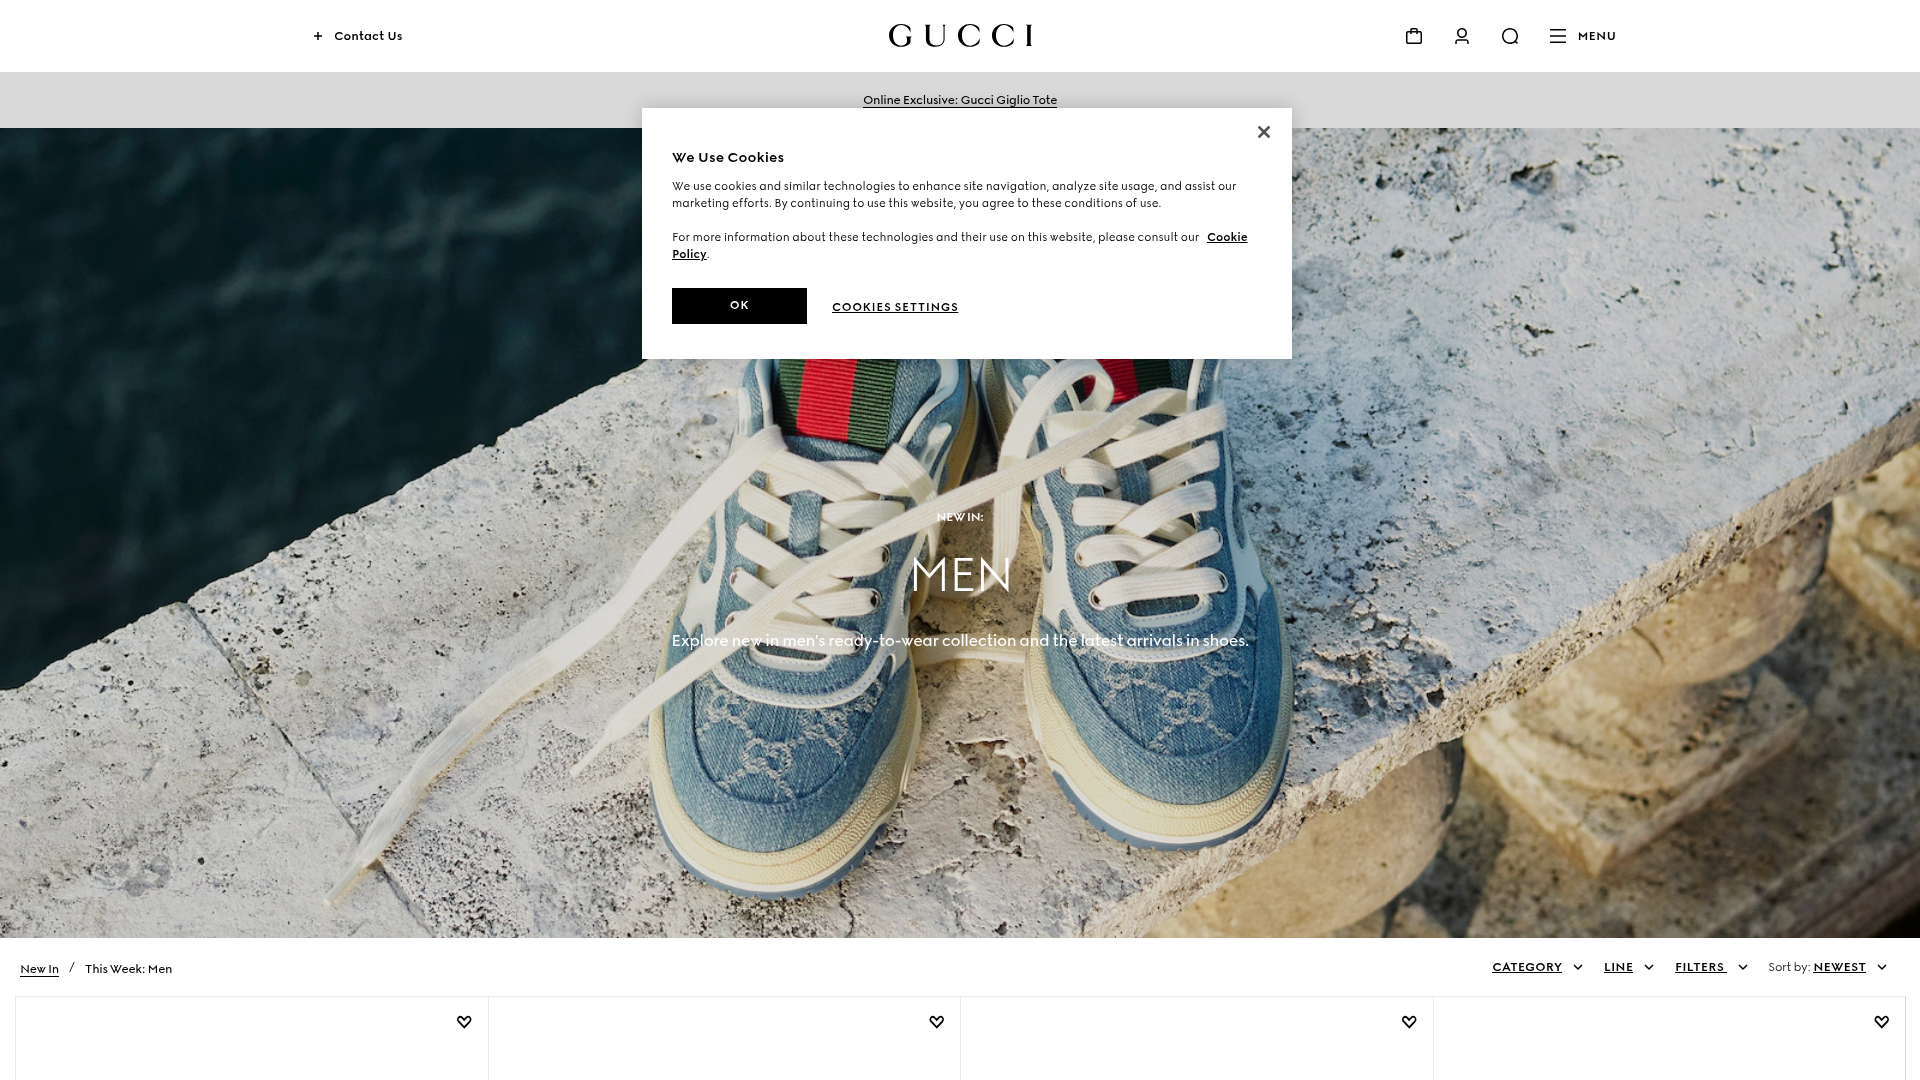 + Contact Us
GUCCI
MENU
Online Exclusive: Gucci Giglio Tote
We Use Cookies
We use cookies and similar technologies to enhance site navigation, analyze site usage, and assist our
marketing efforts. By continuing to use this website, you agree to these conditions of use.
For more information about these technologies and their use on this website, please consult our Cookie
Policy.
OK
COOKIES SETTINGS
NEW IN:
MEN
Explore new in men's ready-to-wear collection and the latest arrivals in shoes.
New In / This Week: Men
CATEGORY
LINE
FILTERS
Sort by: NEWEST